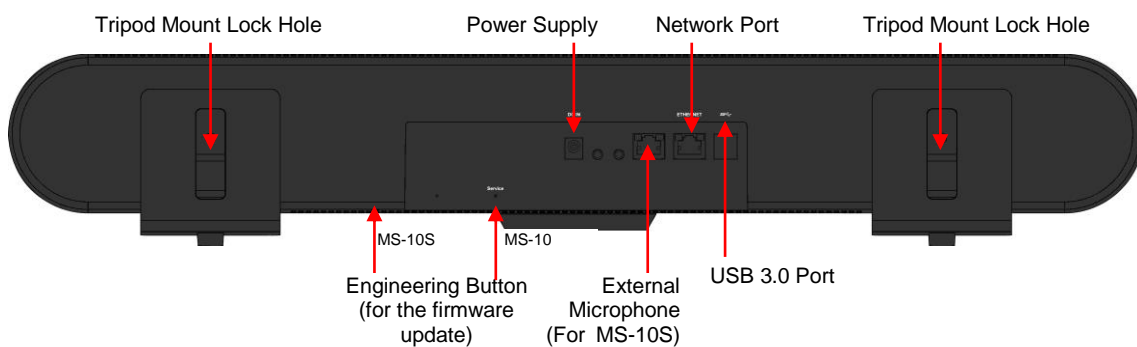 Tripod Mount Lock Hole
Power Supply
Network Port
Tripod Mount Lock Hole
ETHERNET
Service
MS-10S
MS-10
Engineering Button
(for the firmware
update)
External
Microphone
(For MS-10S)
USB 3.0 Port